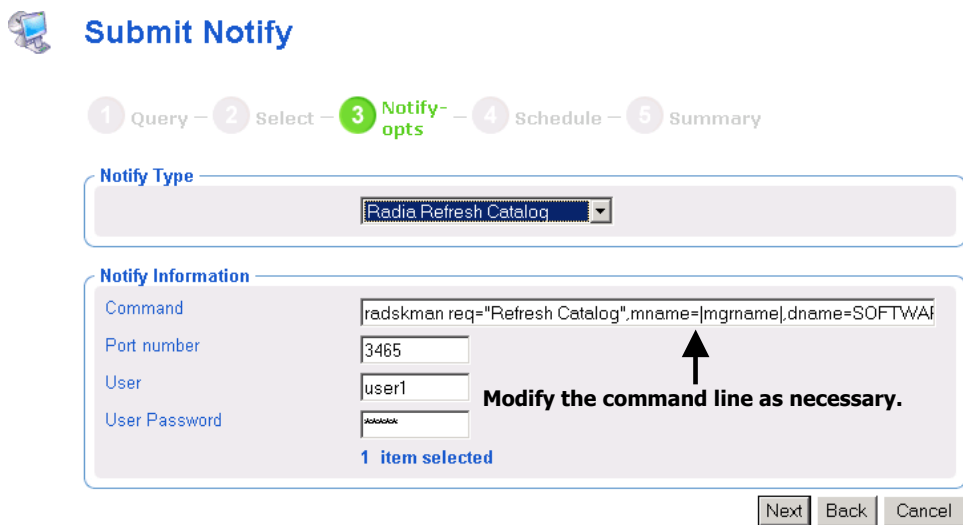 Submit Notify
1 Query – 2 Select – 3 Notify-opts – 4 Schedule – 5 Summary
Notify Type
Radia Refresh Catalog
Notify Information
Command radskman req="Refresh Catalog",mname=|mgrname|,dname=SOFTWAR
Port number 3465
User user1
Modify the command line as necessary.
User Password ******
1 item selected
Next Back Cancel